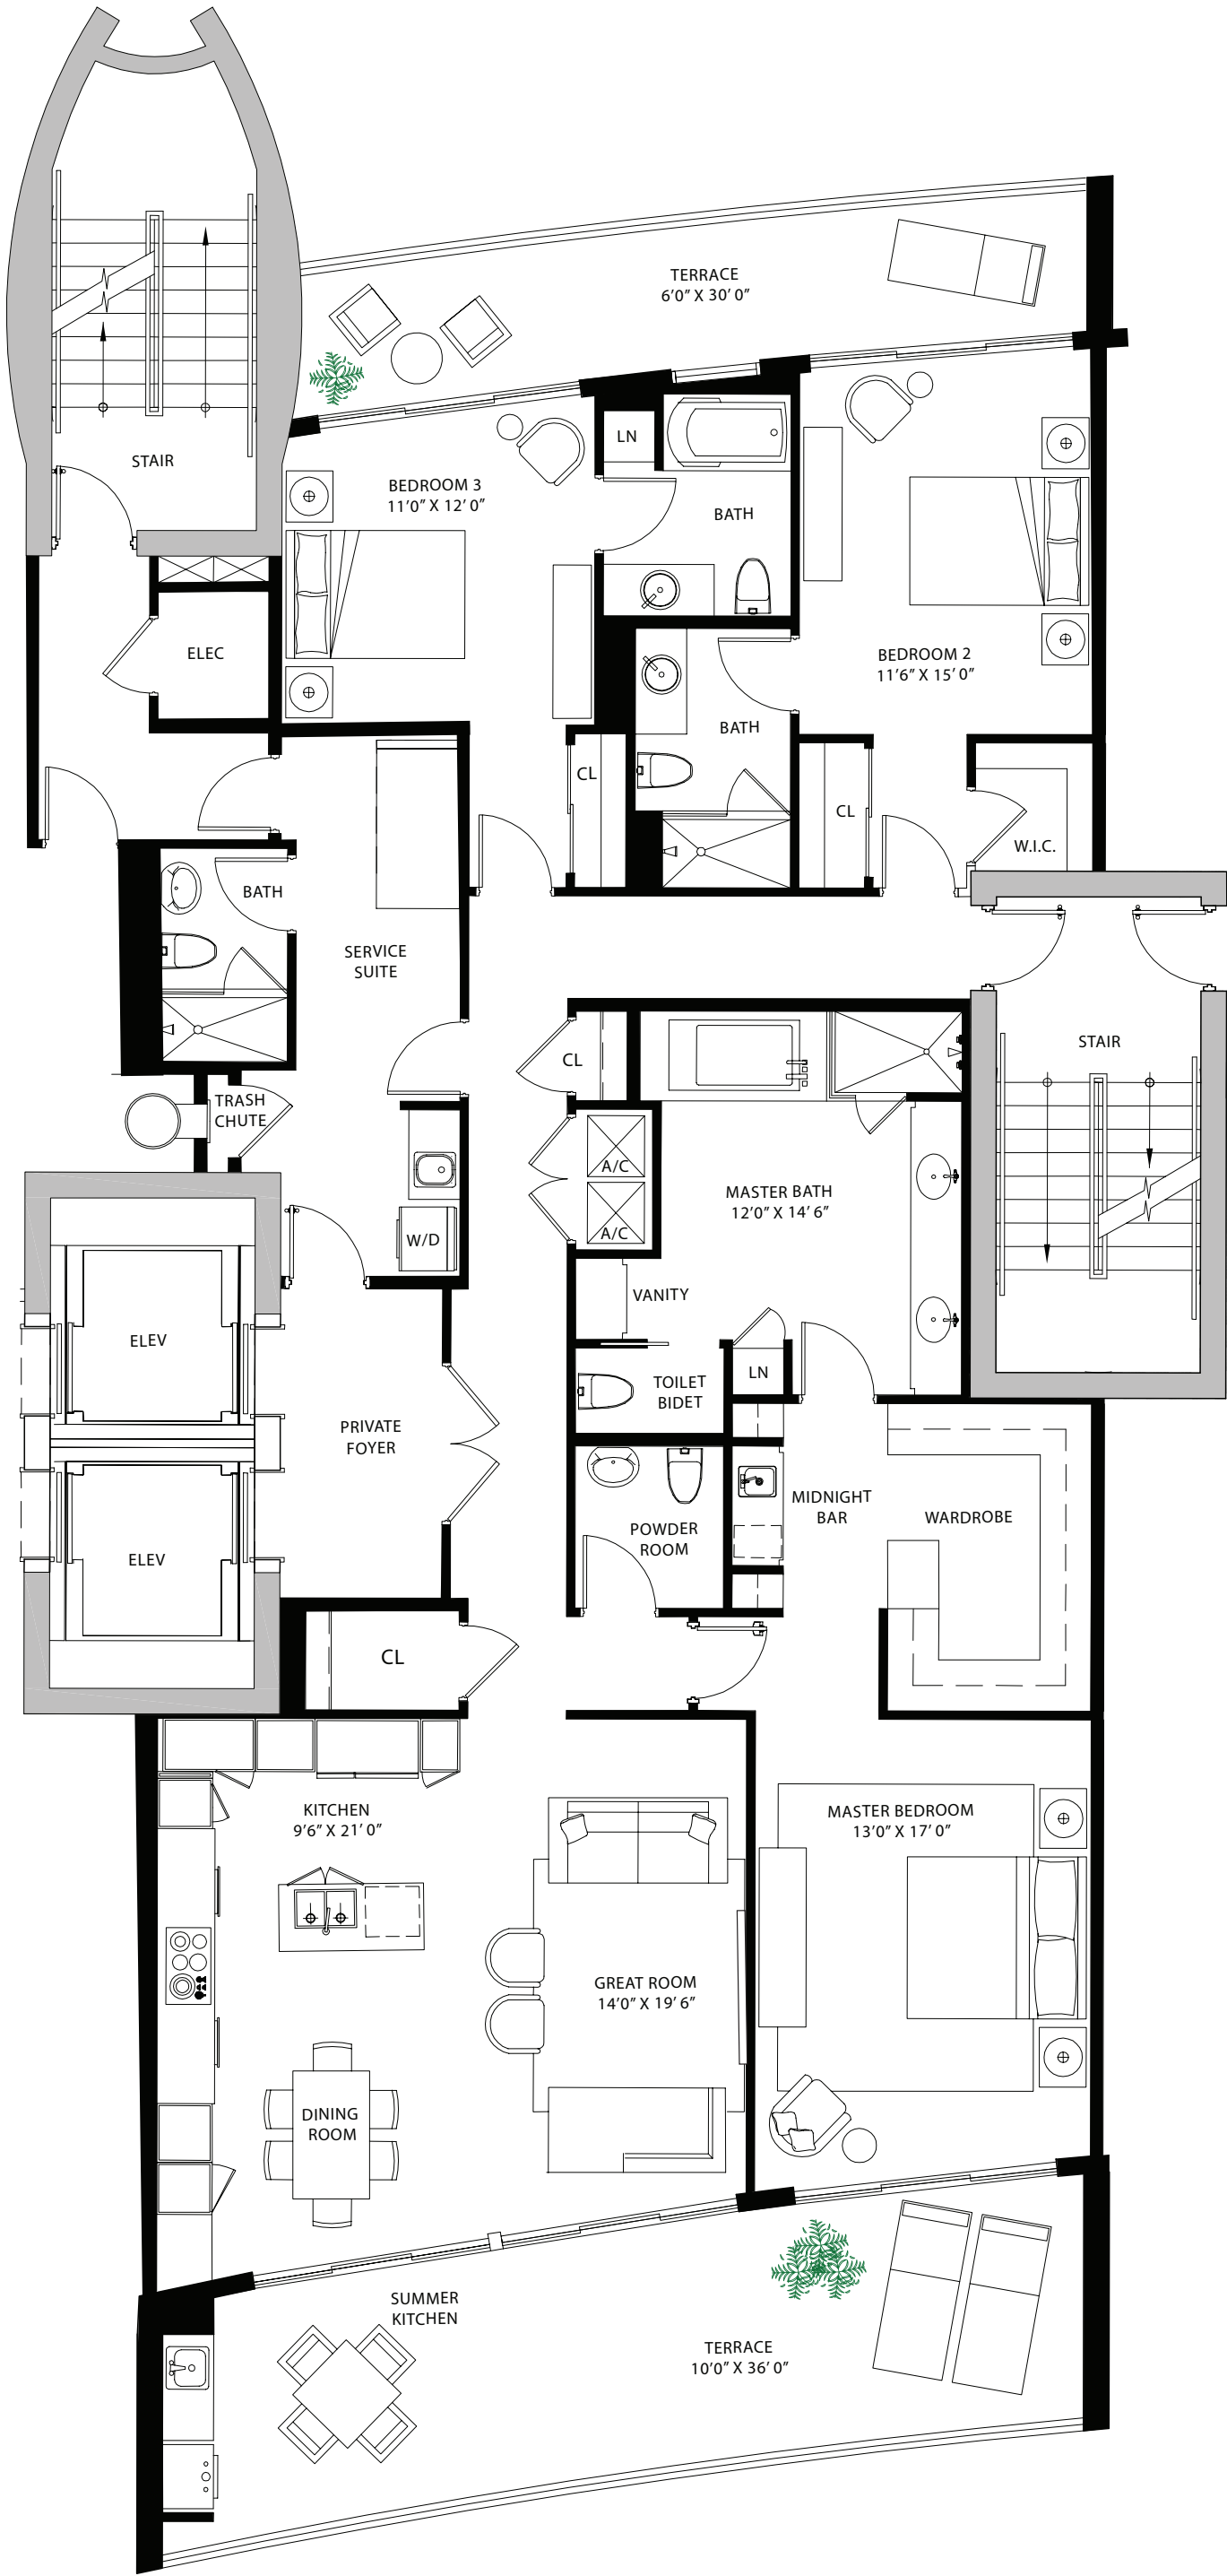 TERRACE
6'0" X 30' 0"
LN
STAIR
BEDROOM 3
11'0" X 12' 0"
BATH
ELEC
BEDROOM 2
11'6" X 15' 0"
BATH
CL
CL
W.I.C.
BATH
SERVICE
SUITE
STAIR
CL
TRASH
CHUTE
A/C
MASTER BATH
12'0" X 14' 6"
A/C
W/D
VANITY
ELEV
LN
TOILET
BIDET
PRIVATE
FOYER
MIDNIGHT
BAR
WARDROBE
POWDER
ROOM
ELEV
CL
KITCHEN
9'6" X 21' 0"
MASTER BEDROOM
13'0" X 17' 0"
GREAT ROOM
14'0" X 19' 6"
DINING
ROOM
SUMMER
KITCHEN
TERRACE
10'0" X 36' 0"